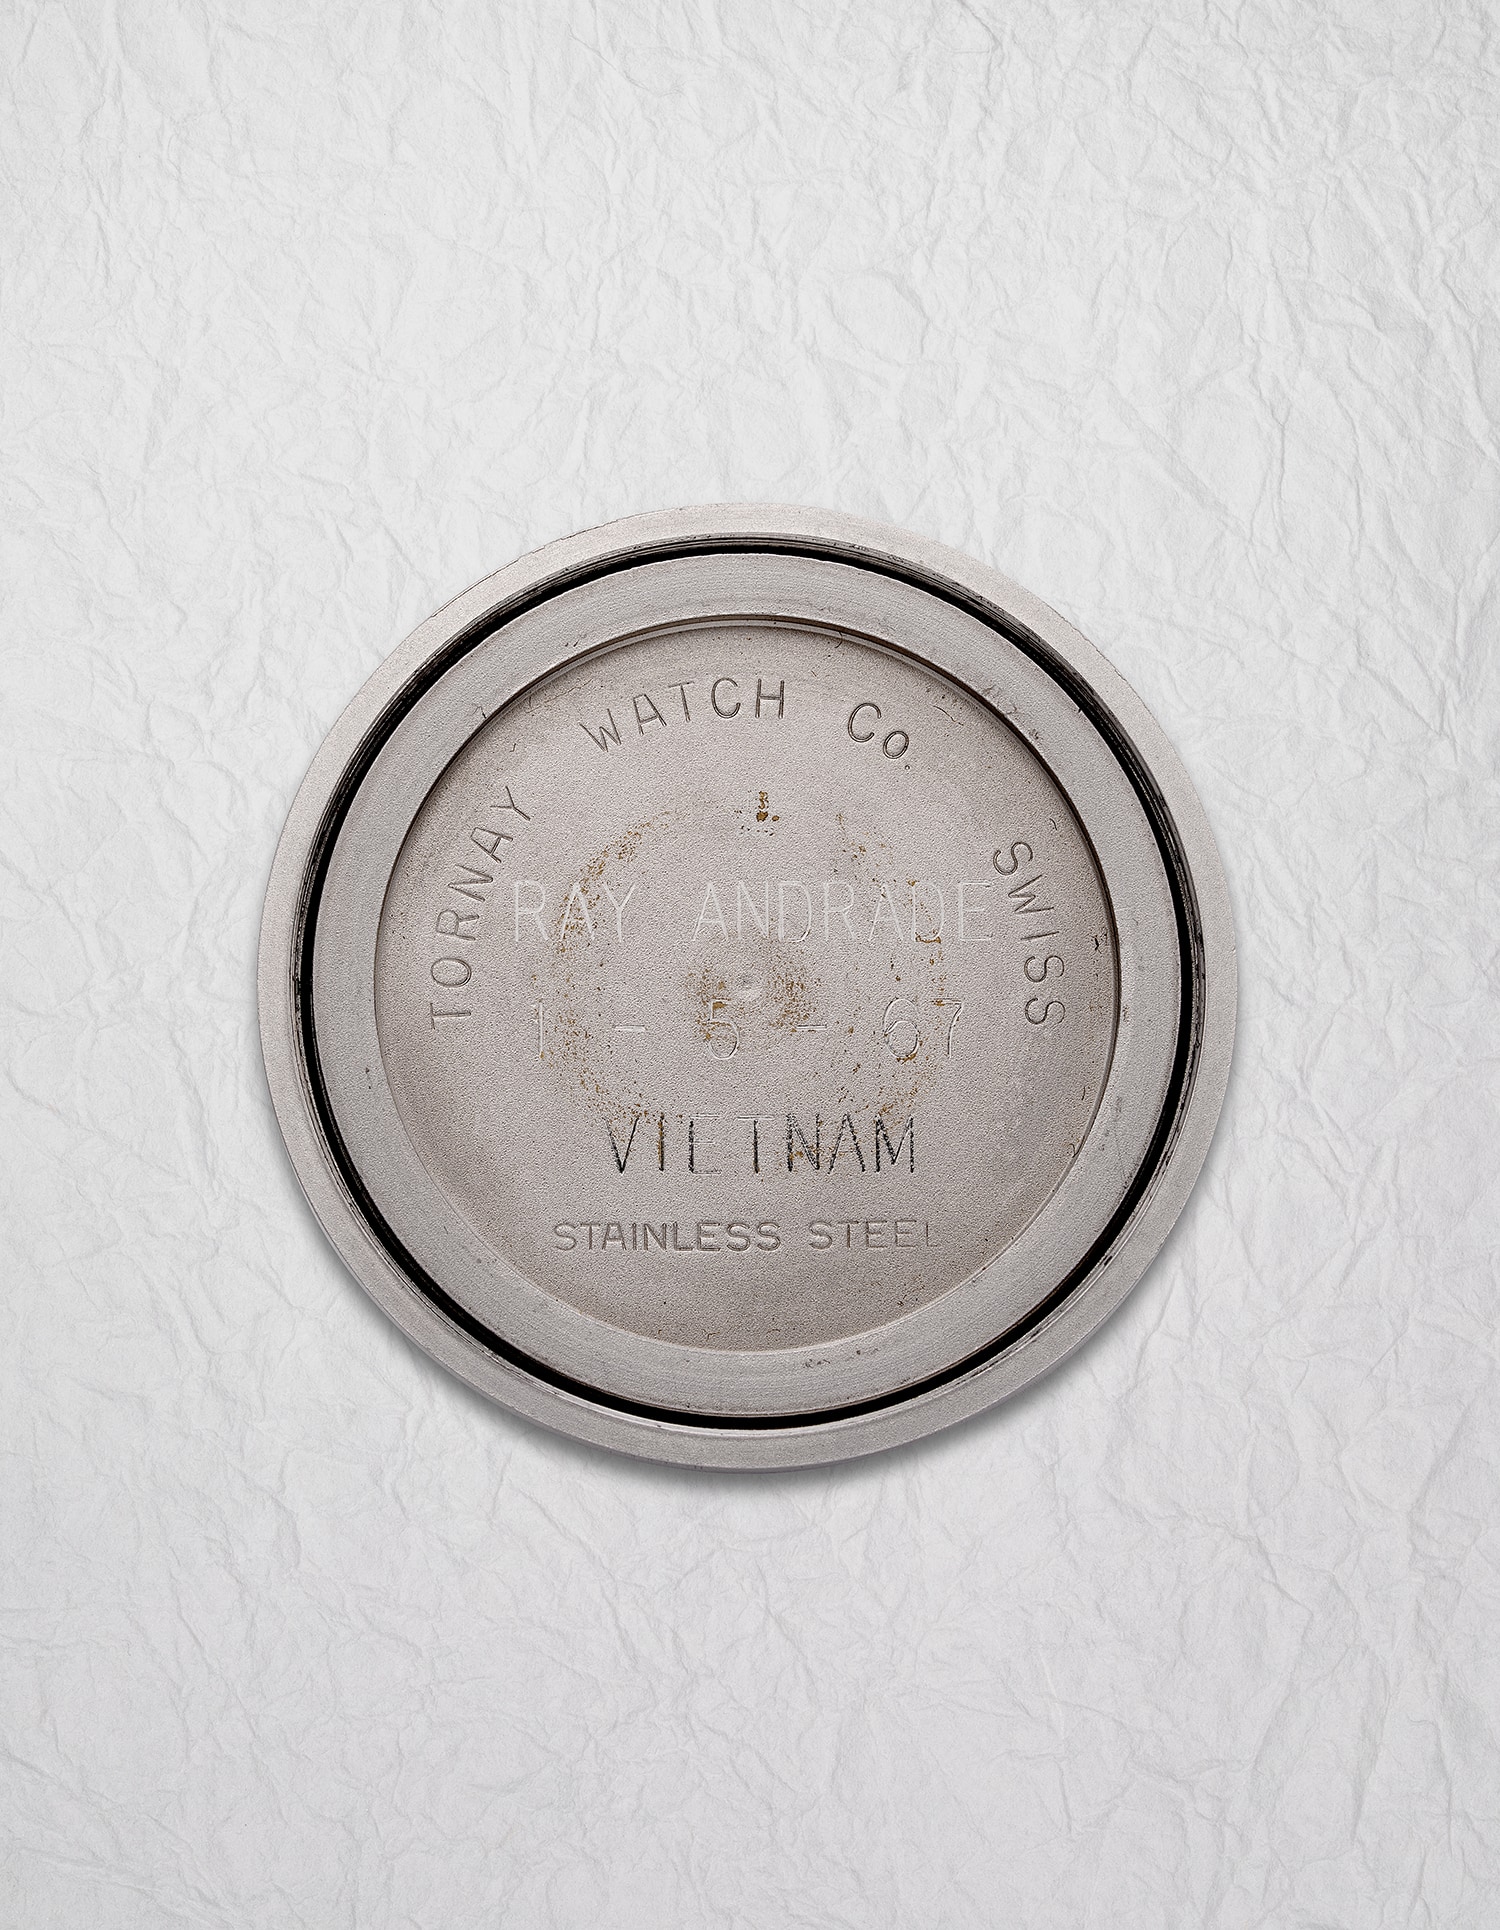 TORNAY WATCH Co. SWISS
RAY ANDRADE
1 - 5 - 67
VIETNAM
STAINLESS STEEL